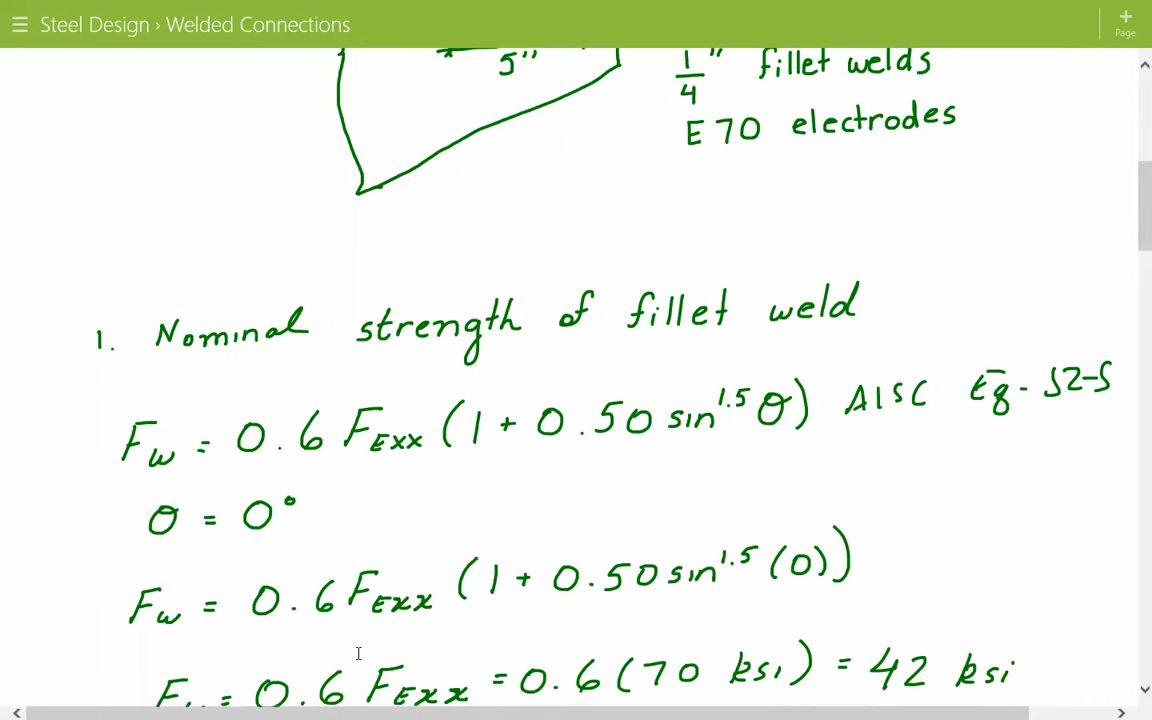 Steel Design › Welded Connections
Page
5"
1/4" fillet welds
E70 electrodes
1. Nominal strength of fillet weld
Fw = 0.6 FExx (1 + 0.50 sin^1.5 θ) AISC Eq. J2-5
θ = 0°
Fw = 0.6 FExx (1 + 0.50 sin^1.5 (0))
Fw = 0.6 FExx = 0.6 (70 ksi) = 42 ksi